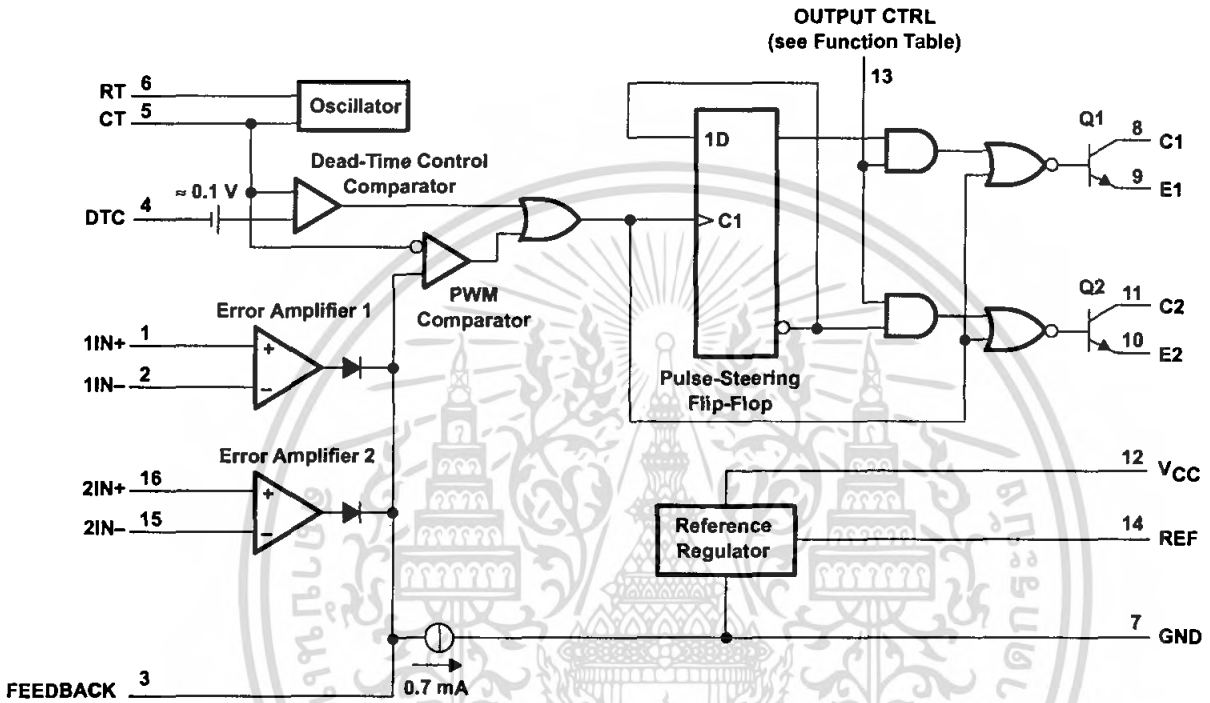 OUTPUT CTRL
(see Function Table)
13
RT 6
CT 5
Oscillator
Dead-Time Control
Comparator
≈ 0.1 V
DTC 4
PWM
Comparator
1D
C1
Pulse-Steering
Flip-Flop
Q1
8 C1
9 E1
Q2
11 C2
10 E2
Error Amplifier 1
1IN+ 1
1IN– 2
+
–
Error Amplifier 2
2IN+ 16
2IN– 15
+
–
Reference
Regulator
12 VCC
14 REF
7 GND
0.7 mA
FEEDBACK 3